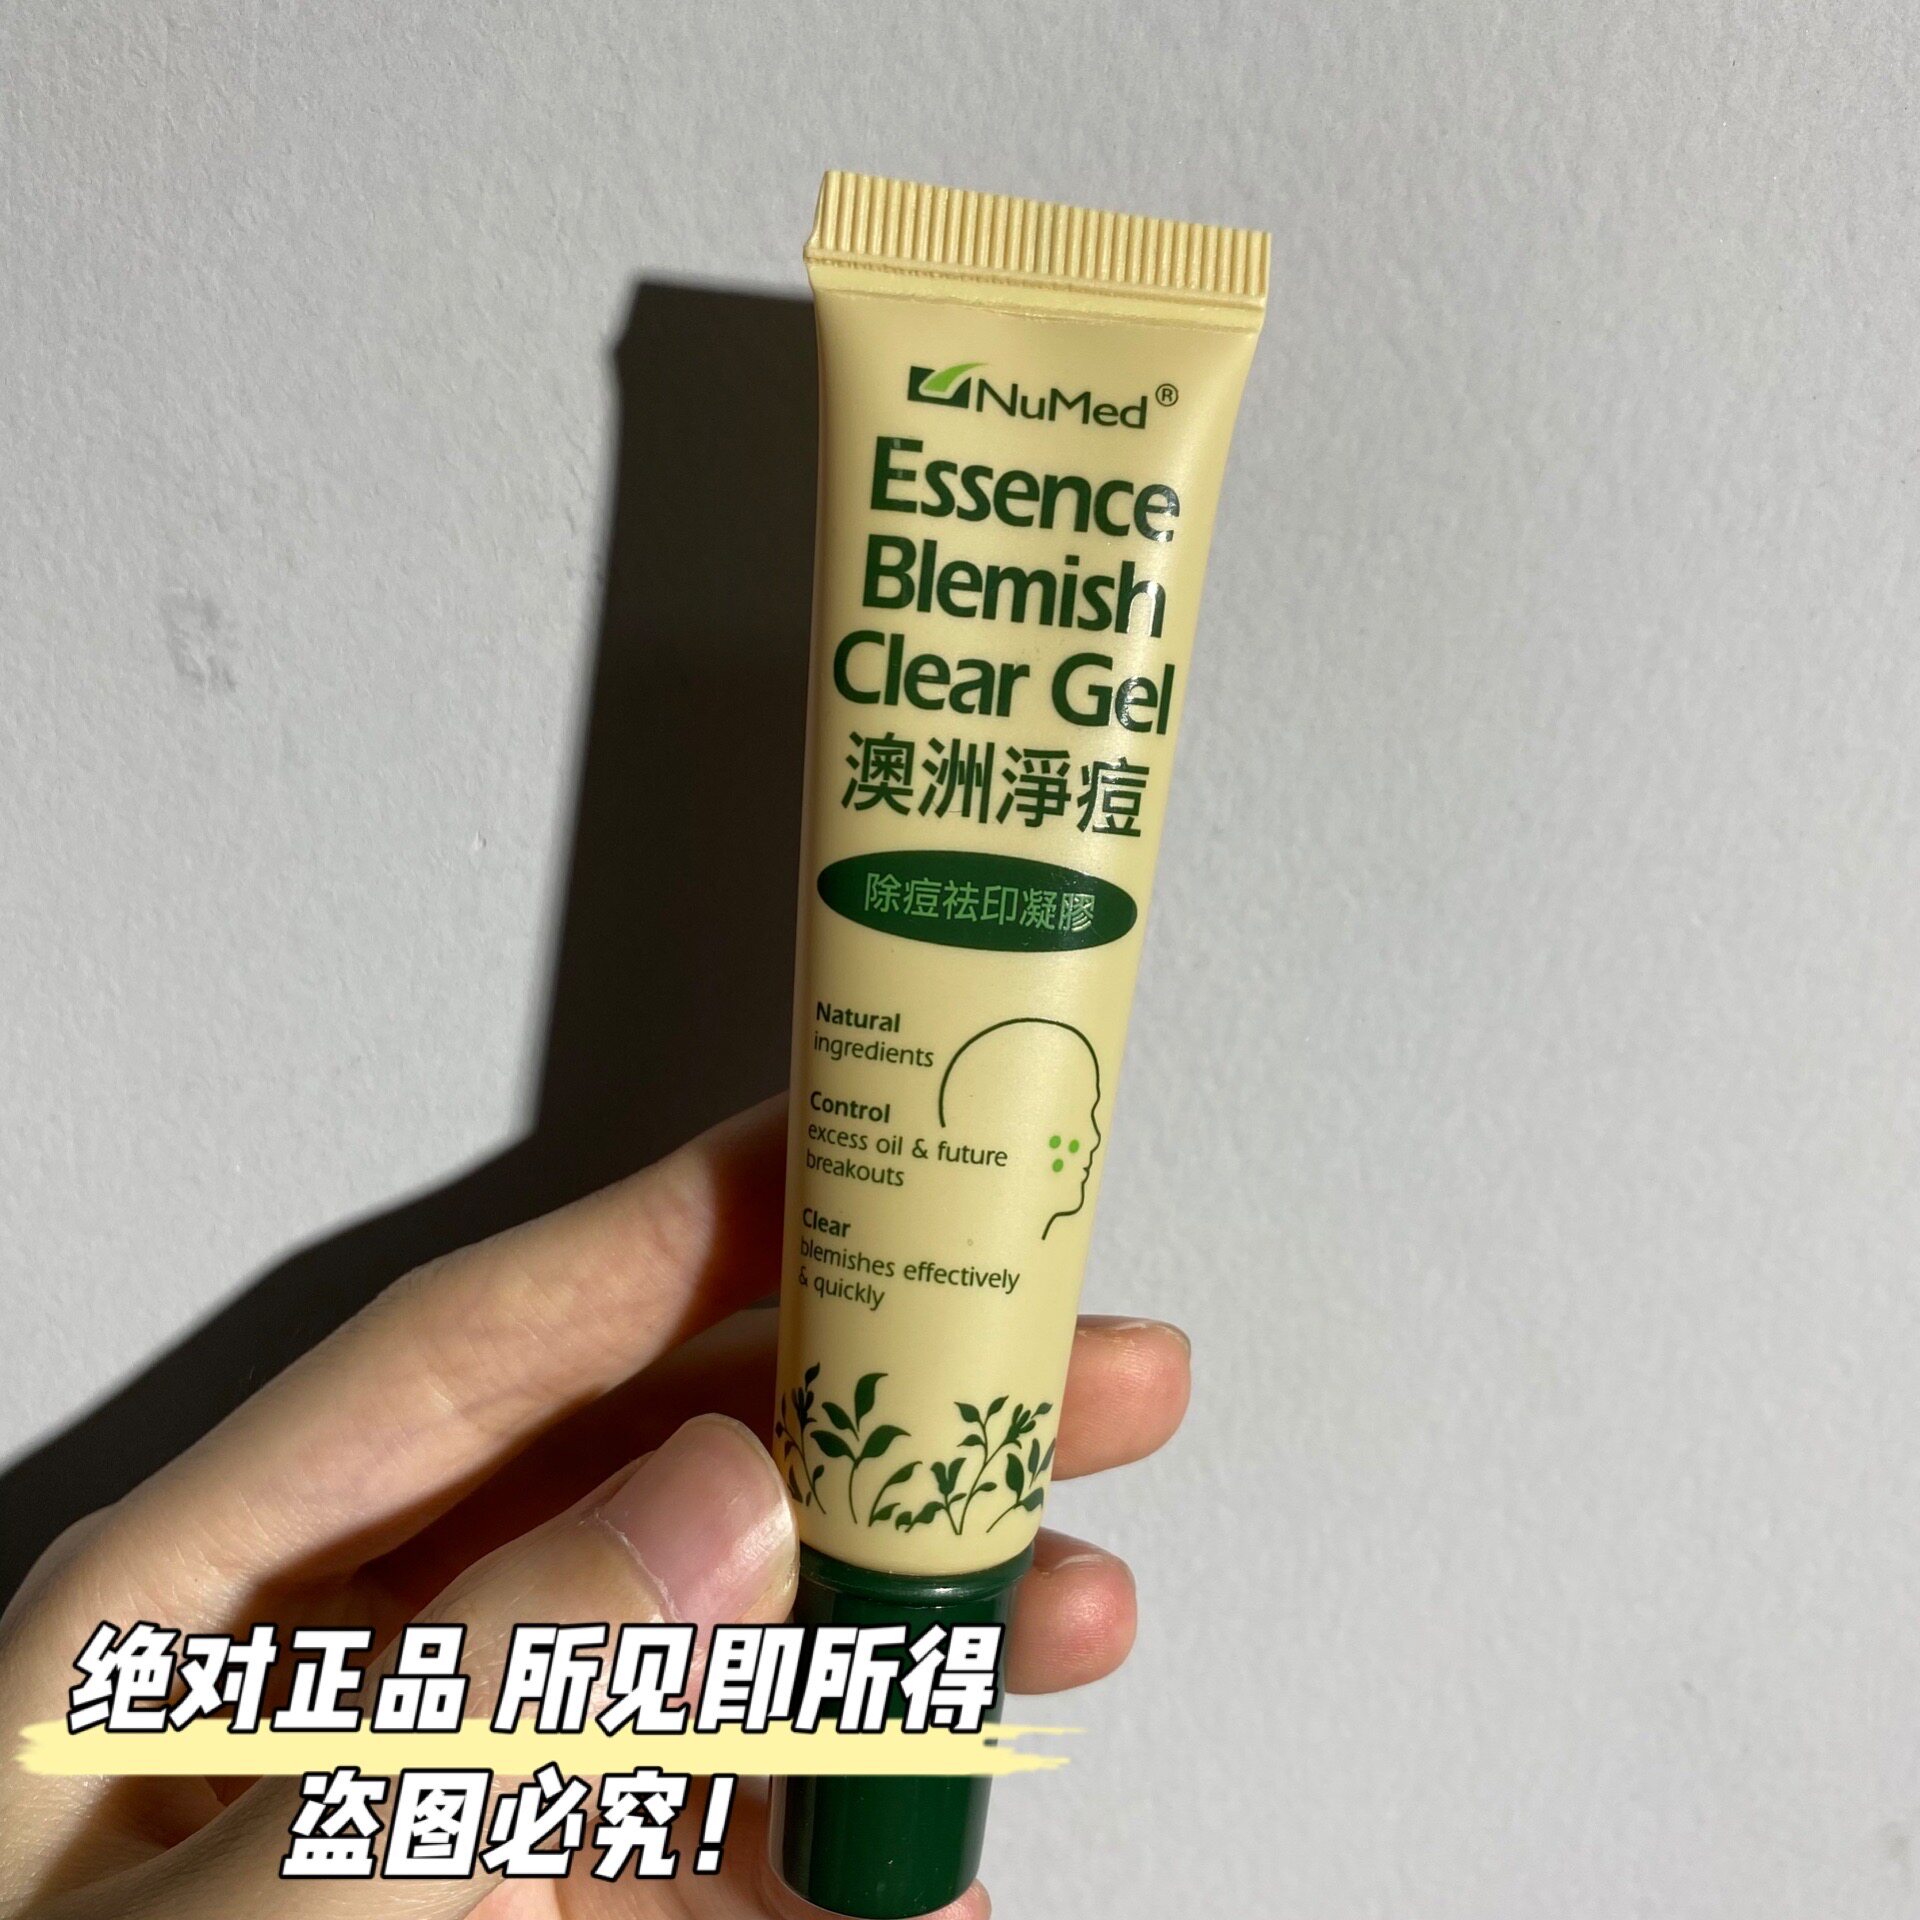 NuMed®
Essence
Blemish
Clear Gel
澳洲淨痘
除痘祛印凝膠
Natural
ingredients
Control
excess oil & future
breakouts
Clear
blemishes effectively
& quickly
绝对正品 所见即所得
盗图必究！